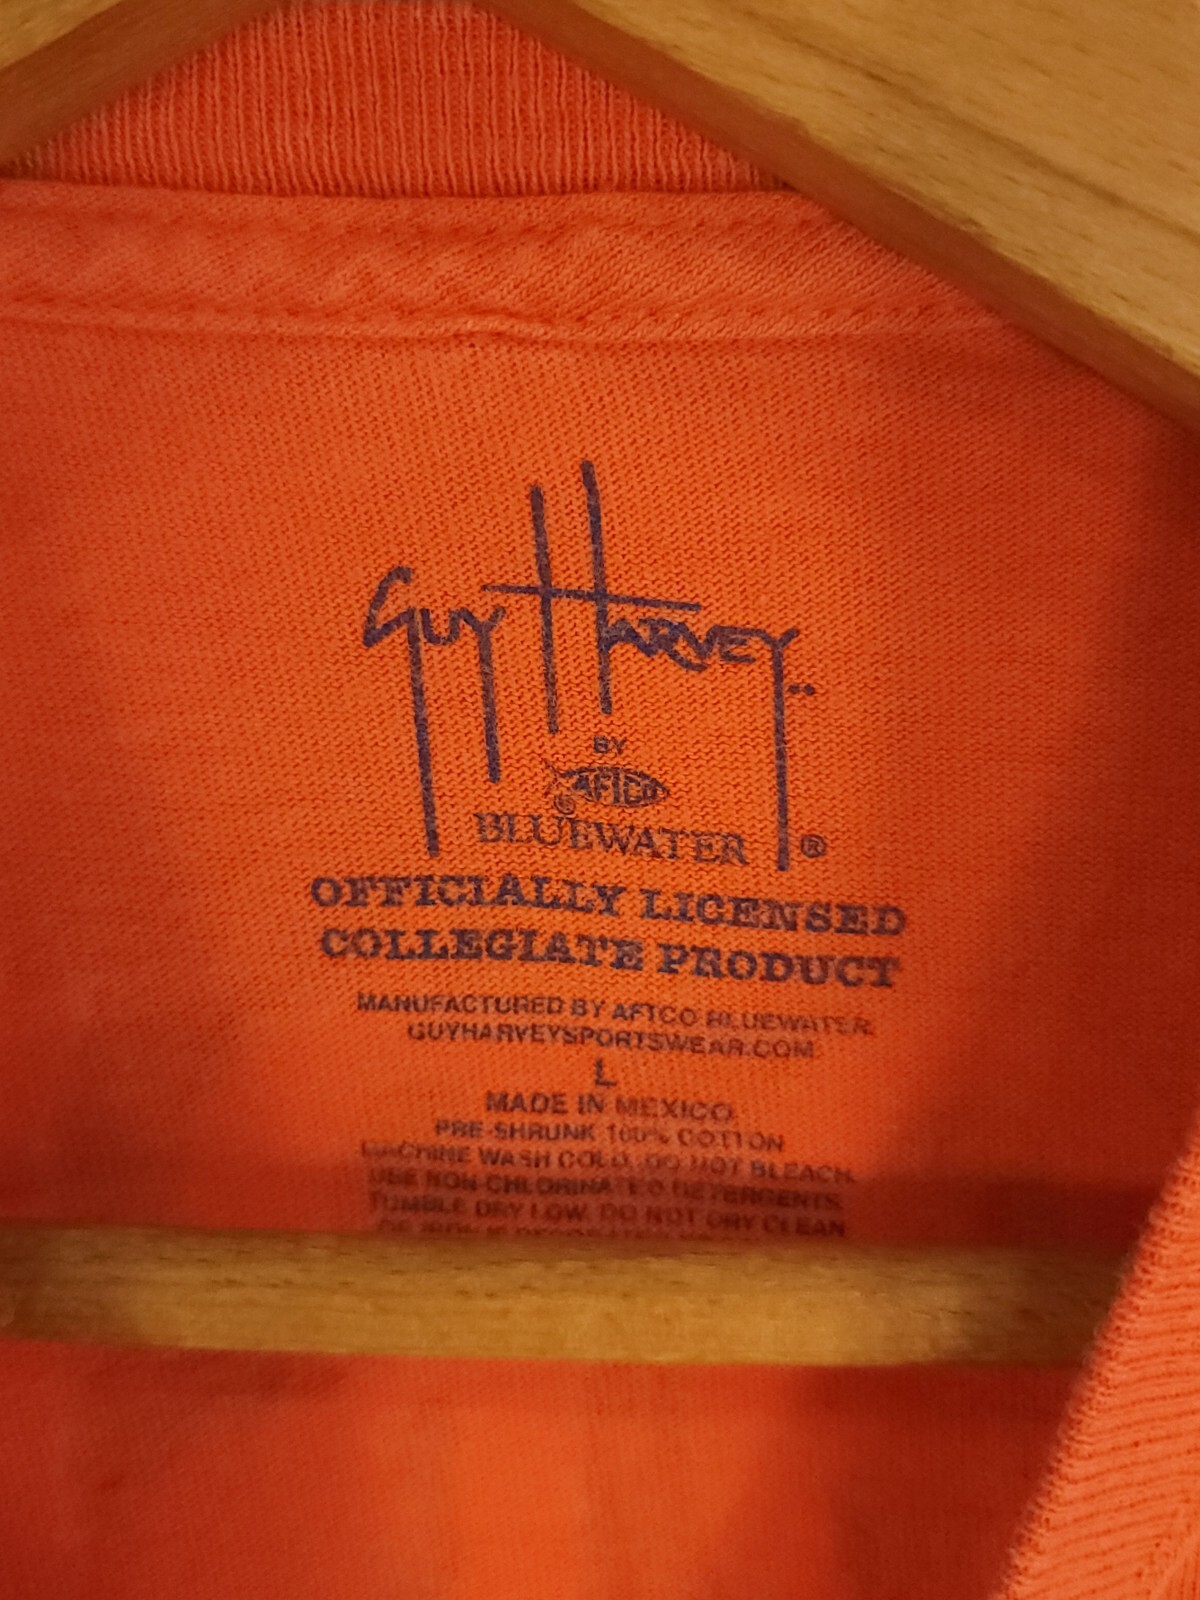 GUY HARVEY
BY
AFTCO
BLUEWATER ®
OFFICIALLY LICENSED
COLLEGIATE PRODUCT
MANUFACTURED BY AFTCO BLUEWATER
GUYHARVEYSPORTSWEAR.COM
L
MADE IN MEXICO
PRE-SHRUNK 100% COTTON
MACHINE WASH COLD, DO NOT BLEACH,
USE NON-CHLORINATED DETERGENTS,
TUMBLE DRY LOW, DO NOT DRY CLEAN